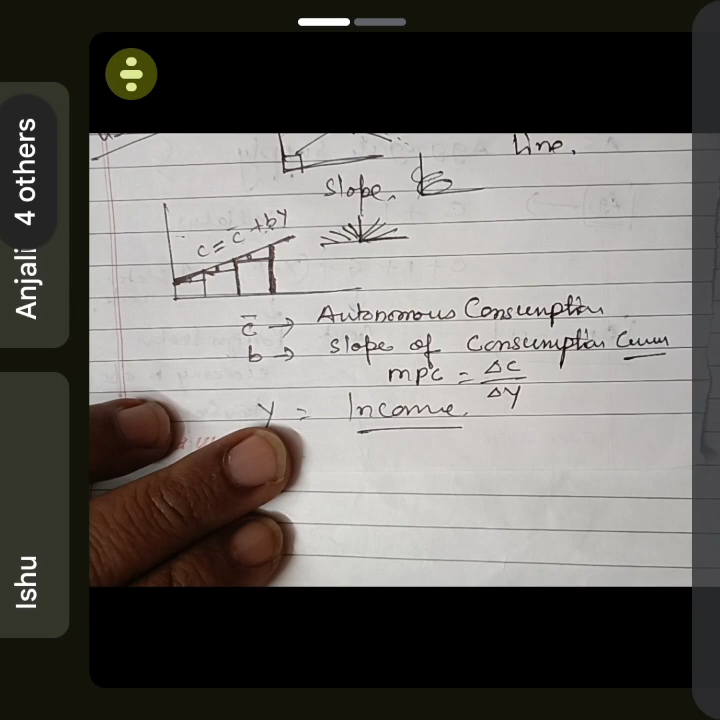 Line.
Slope.
C = C̄ + bY
C̄ → Autonomous Consumption
b → Slope of Consumption Curve
mpc = ΔC/ΔY
Y = Income.
Anjali 4 others
Ishu